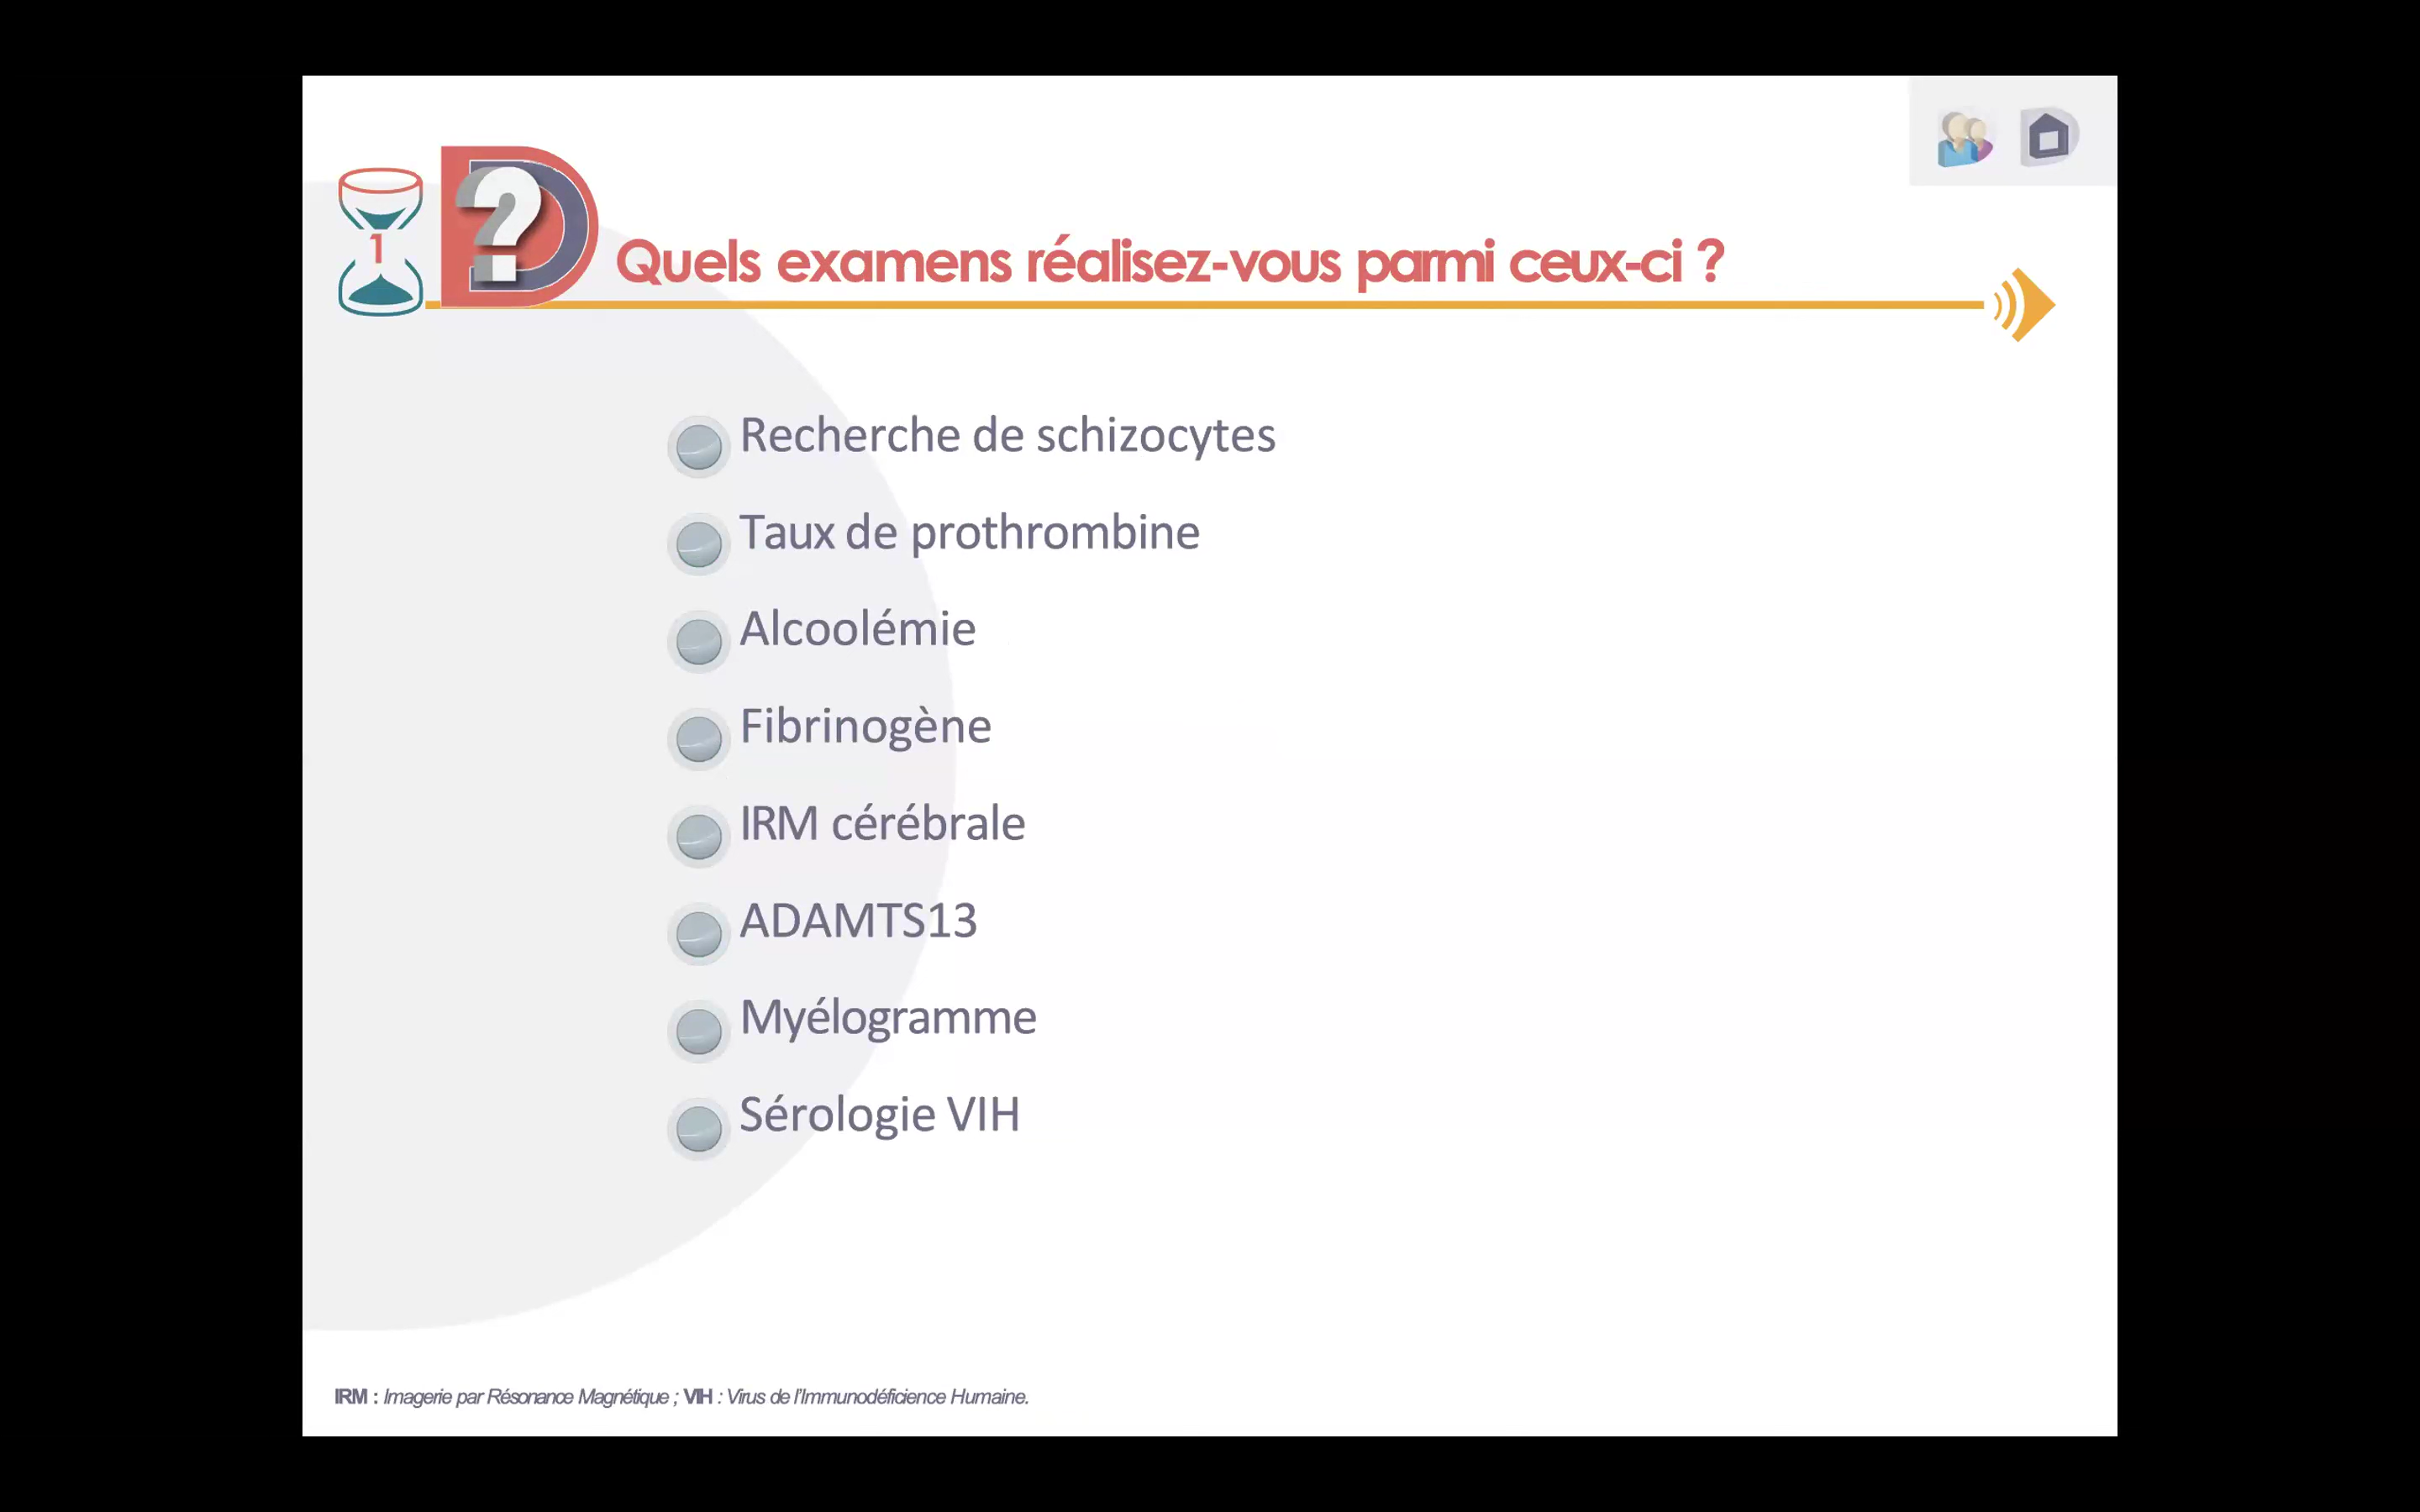 1
?
Quels examens réalisez-vous parmi ceux-ci ?
Recherche de schizocytes
Taux de prothrombine
Alcoolémie
Fibrinogène
IRM cérébrale
ADAMTS13
Myélogramme
Sérologie VIH
IRM : Imagerie par Résonance Magnétique ; VIH : Virus de l'Immunodéficience Humaine.